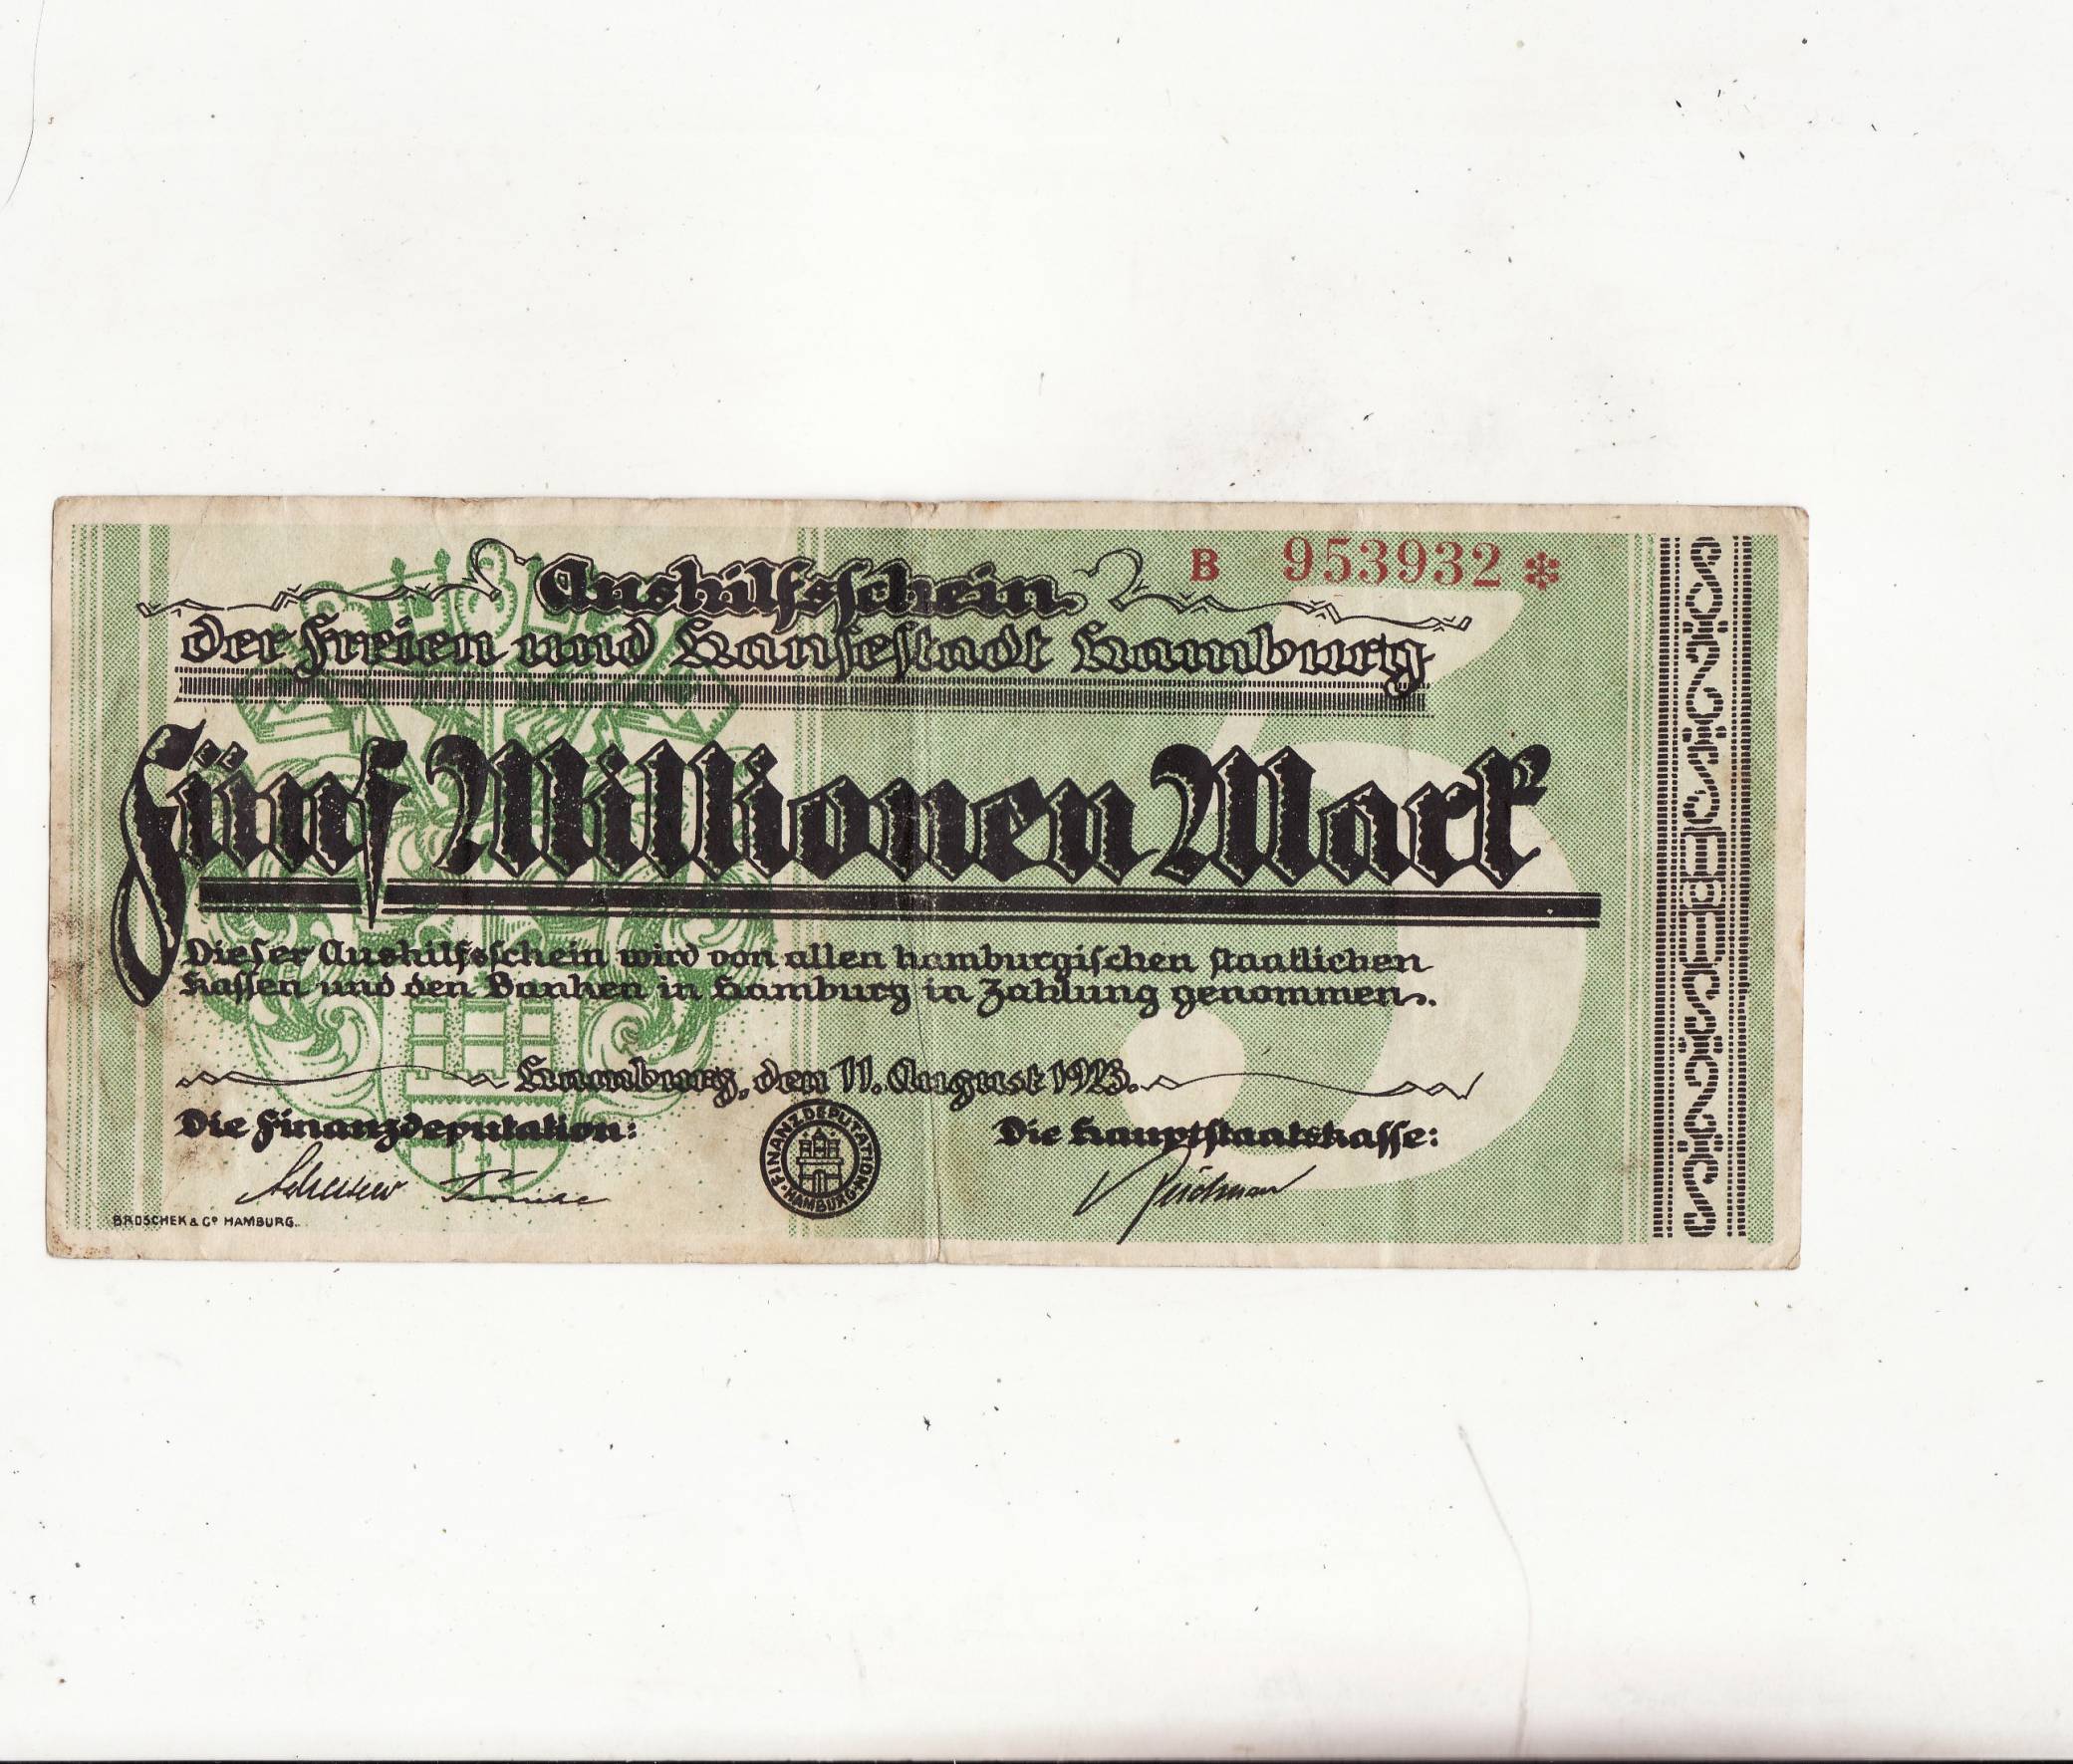 B 953932 *
Aushilfsschein
der Freien und Hansestadt Hamburg
Fünf Millionen Mark
Dieser Aushilfsschein wird von allen hamburgischen staatlichen
Kassen und den Banken in Hamburg in Zahlung genommen.
Hamburg, den 11. August 1923.
Die Finanzdeputation:
Die Hauptstaatskasse:
FINANZDEPUTATION
HAMBURG
BROSCHEK & Co HAMBURG.
5